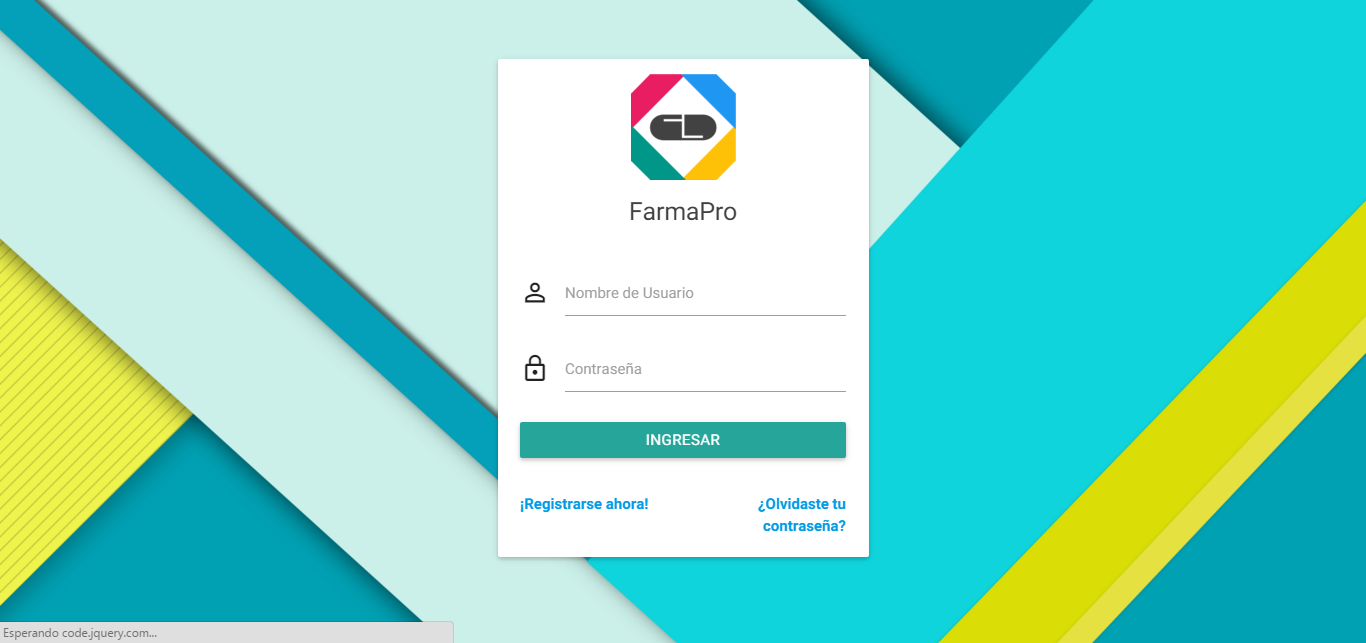 FarmaPro
Nombre de Usuario
Contraseña
INGRESAR
¡Registrarse ahora!
¿Olvidaste tu
contraseña?
Esperando code.jquery.com...